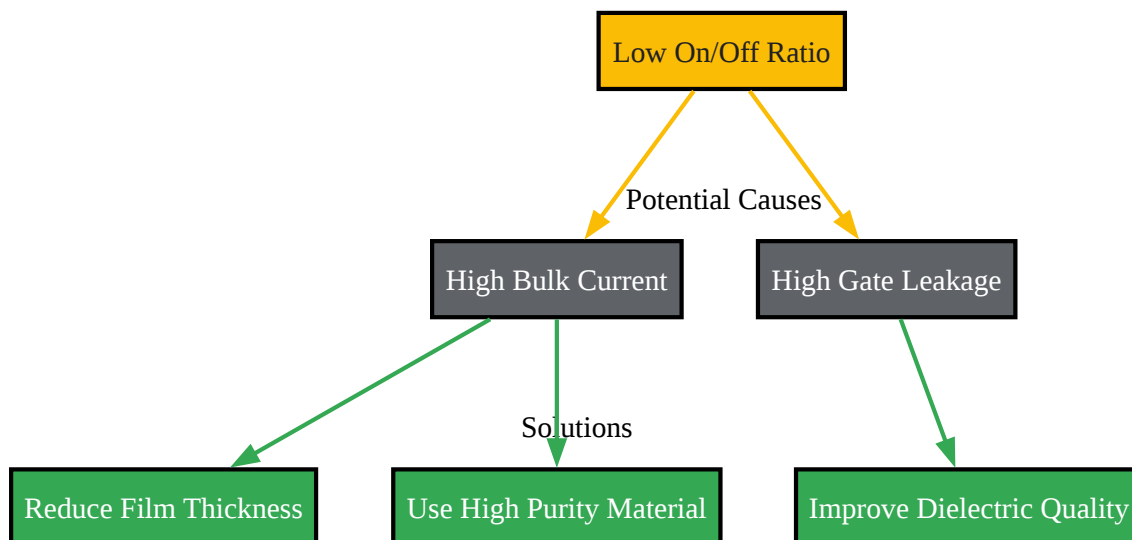 Low On/Off Ratio
Potential Causes
High Bulk Current
High Gate Leakage
Solutions
Reduce Film Thickness
Use High Purity Material
Improve Dielectric Quality